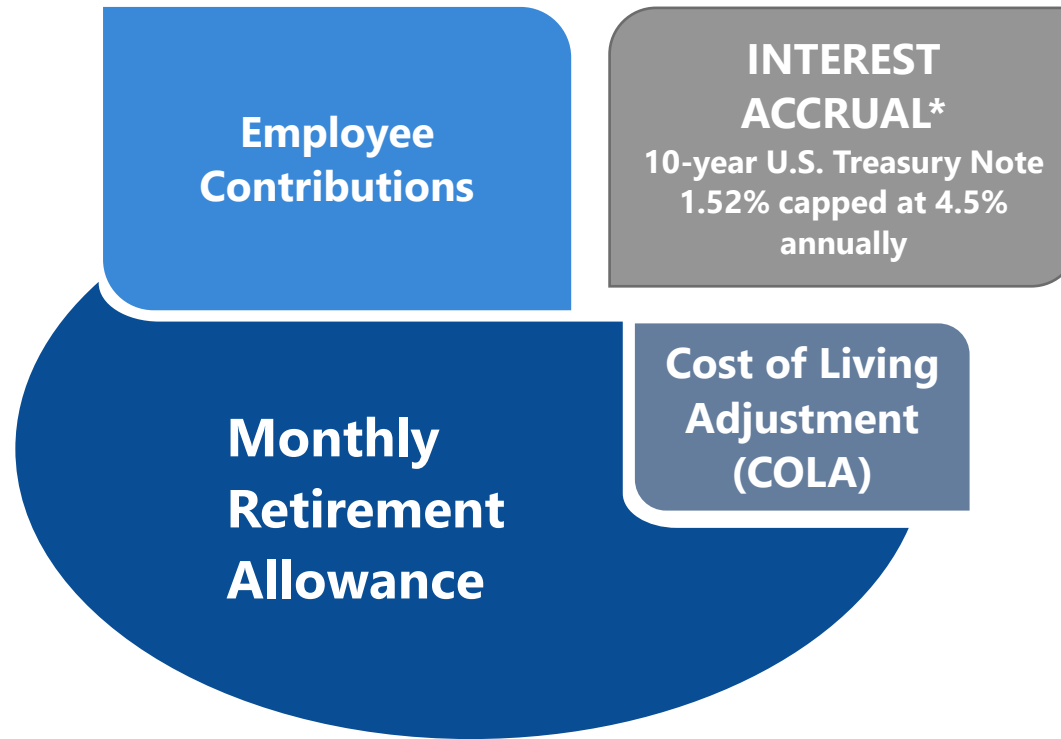 Employee
Contributions
INTEREST
ACCRUAL*
10-year U.S. Treasury Note
1.52% capped at 4.5%
annually
Monthly
Retirement
Allowance
Cost of Living
Adjustment
(COLA)